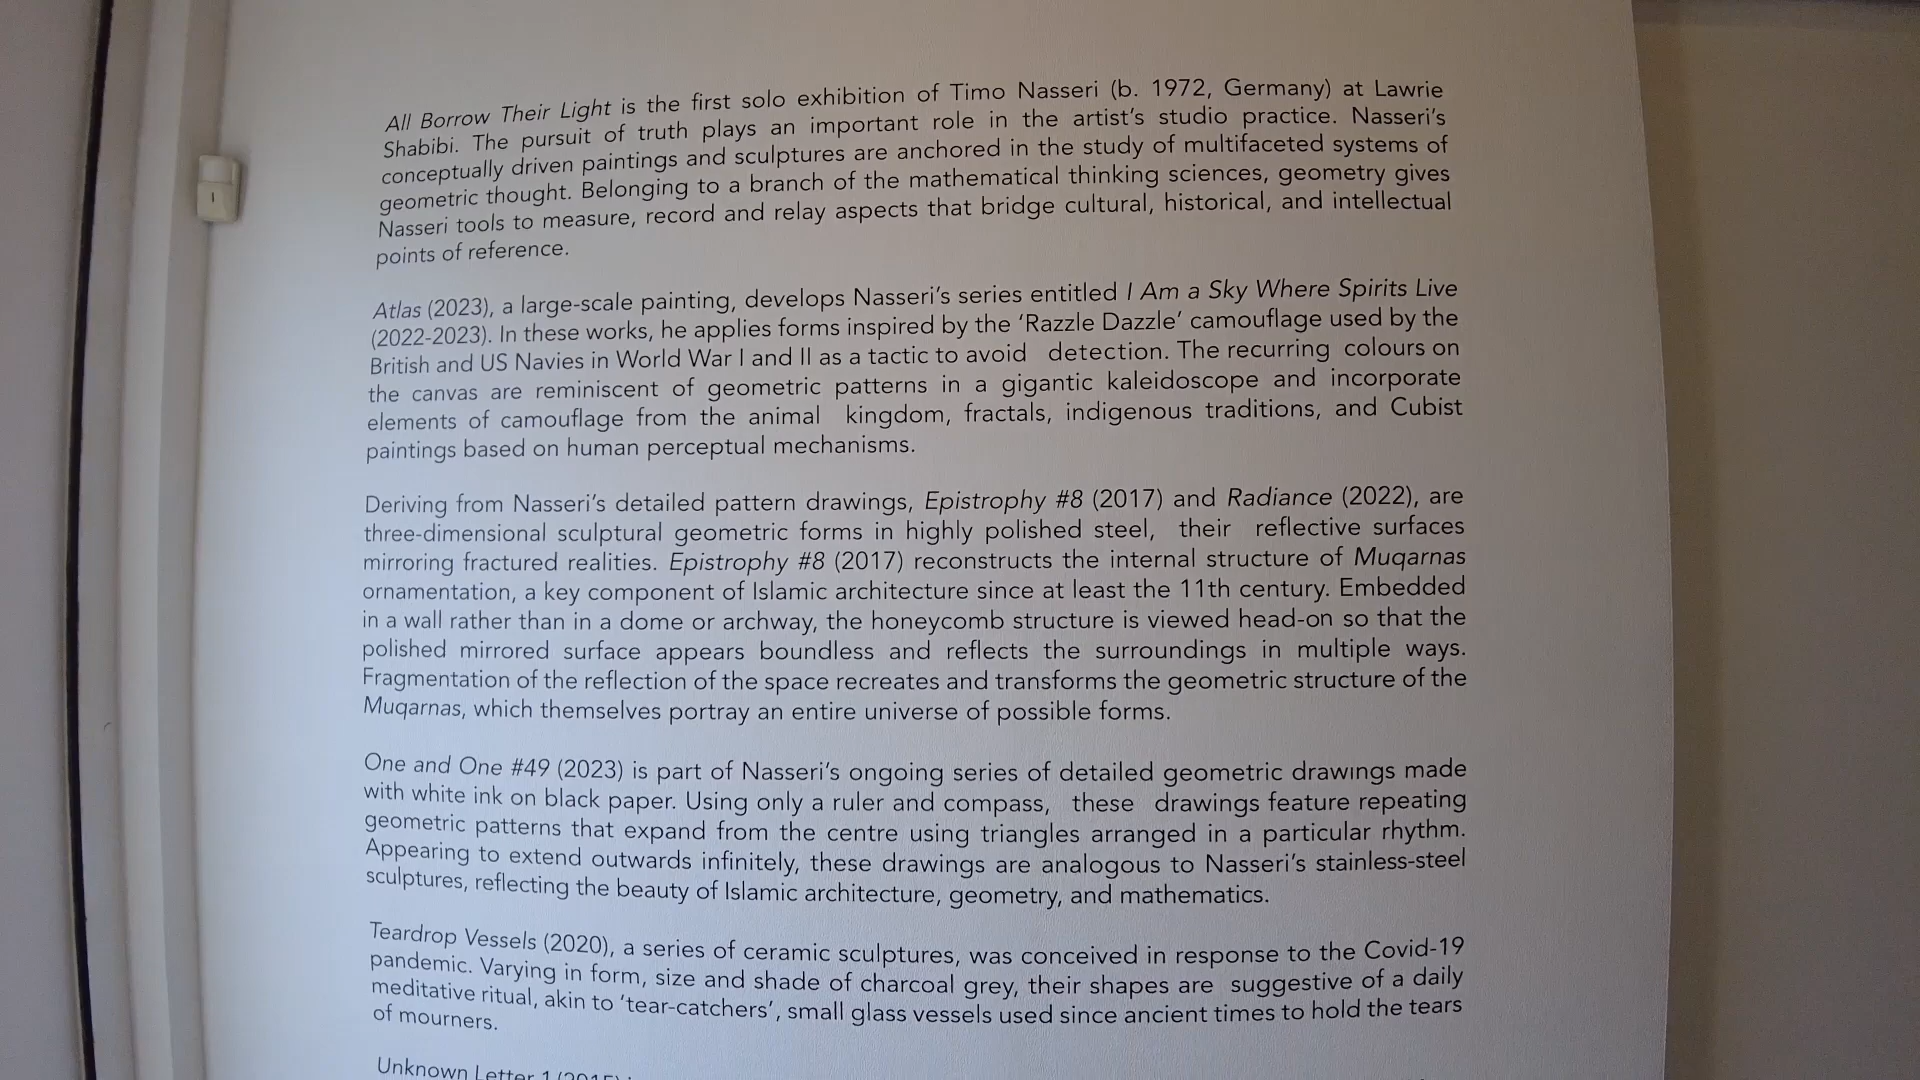 All Borrow Their Light is the first solo exhibition of Timo Nasseri (b. 1972, Germany) at Lawrie
Shabibi. The pursuit of truth plays an important role in the artist's studio practice. Nasseri's
conceptually driven paintings and sculptures are anchored in the study of multifaceted systems of
geometric thought. Belonging to a branch of the mathematical thinking sciences, geometry gives
Nasseri tools to measure, record and relay aspects that bridge cultural, historical, and intellectual
points of reference.
Atlas (2023), a large-scale painting, develops Nasseri's series entitled I Am a Sky Where Spirits Live
(2022-2023). In these works, he applies forms inspired by the 'Razzle Dazzle' camouflage used by the
British and US Navies in World War I and II as a tactic to avoid detection. The recurring colours on
the canvas are reminiscent of geometric patterns in a gigantic kaleidoscope and incorporate
elements of camouflage from the animal kingdom, fractals, indigenous traditions, and Cubist
paintings based on human perceptual mechanisms.
Deriving from Nasseri's detailed pattern drawings, Epistrophy #8 (2017) and Radiance (2022), are
three-dimensional sculptural geometric forms in highly polished steel, their reflective surfaces
mirroring fractured realities. Epistrophy #8 (2017) reconstructs the internal structure of Muqarnas
ornamentation, a key component of Islamic architecture since at least the 11th century. Embedded
in a wall rather than in a dome or archway, the honeycomb structure is viewed head-on so that the
polished mirrored surface appears boundless and reflects the surroundings in multiple ways.
Fragmentation of the reflection of the space recreates and transforms the geometric structure of the
Muqarnas, which themselves portray an entire universe of possible forms.
One and One #49 (2023) is part of Nasseri's ongoing series of detailed geometric drawings made
with white ink on black paper. Using only a ruler and compass, these drawings feature repeating
geometric patterns that expand from the centre using triangles arranged in a particular rhythm.
Appearing to extend outwards infinitely, these drawings are analogous to Nasseri's stainless-steel
sculptures, reflecting the beauty of Islamic architecture, geometry, and mathematics.
Teardrop Vessels (2020), a series of ceramic sculptures, was conceived in response to the Covid-19
pandemic. Varying in form, size and shade of charcoal grey, their shapes are suggestive of a daily
meditative ritual, akin to 'tear-catchers', small glass vessels used since ancient times to hold the tears
of mourners.
Unknown Letter 1 (2015)